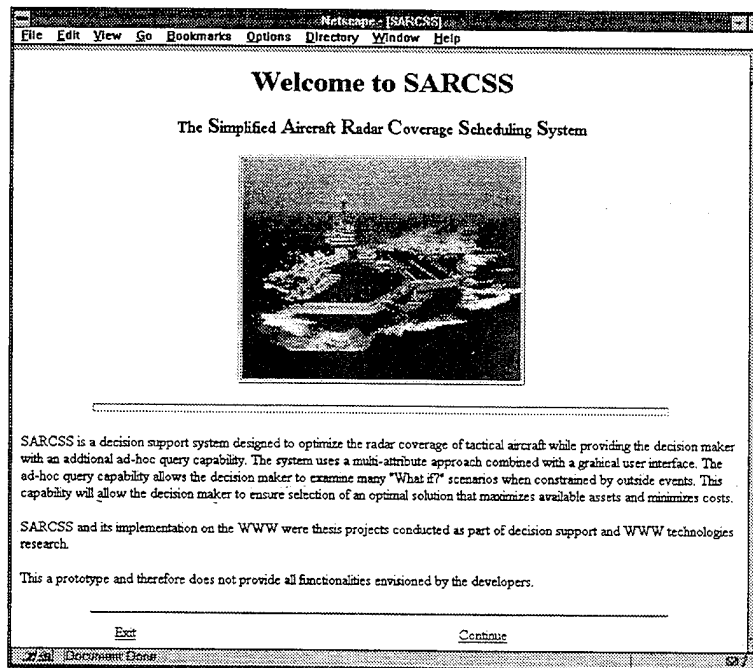 Netscape - [SARCSS]
File Edit View Go Bookmarks Options Directory Window Help
Welcome to SARCSS
The Simplified Aircraft Radar Coverage Scheduling System
SARCSS is a decision support system designed to optimize the radar coverage of tactical aircraft while providing the decision maker
with an addtional ad-hoc query capability. The system uses a multi-attribute approach combined with a grahical user interface. The
ad-hoc query capability allows the decision maker to examine many "What if?" scenarios when constrained by outside events. This
capability will allow the decision maker to ensure selection of an optimal solution that maximizes available assets and minimizes costs.
SARCSS and its implementation on the WWW were thesis projects conducted as part of decision support and WWW technologies
research.
This a prototype and therefore does not provide all functionalities envisioned by the developers.
Exit Continue
Document Done